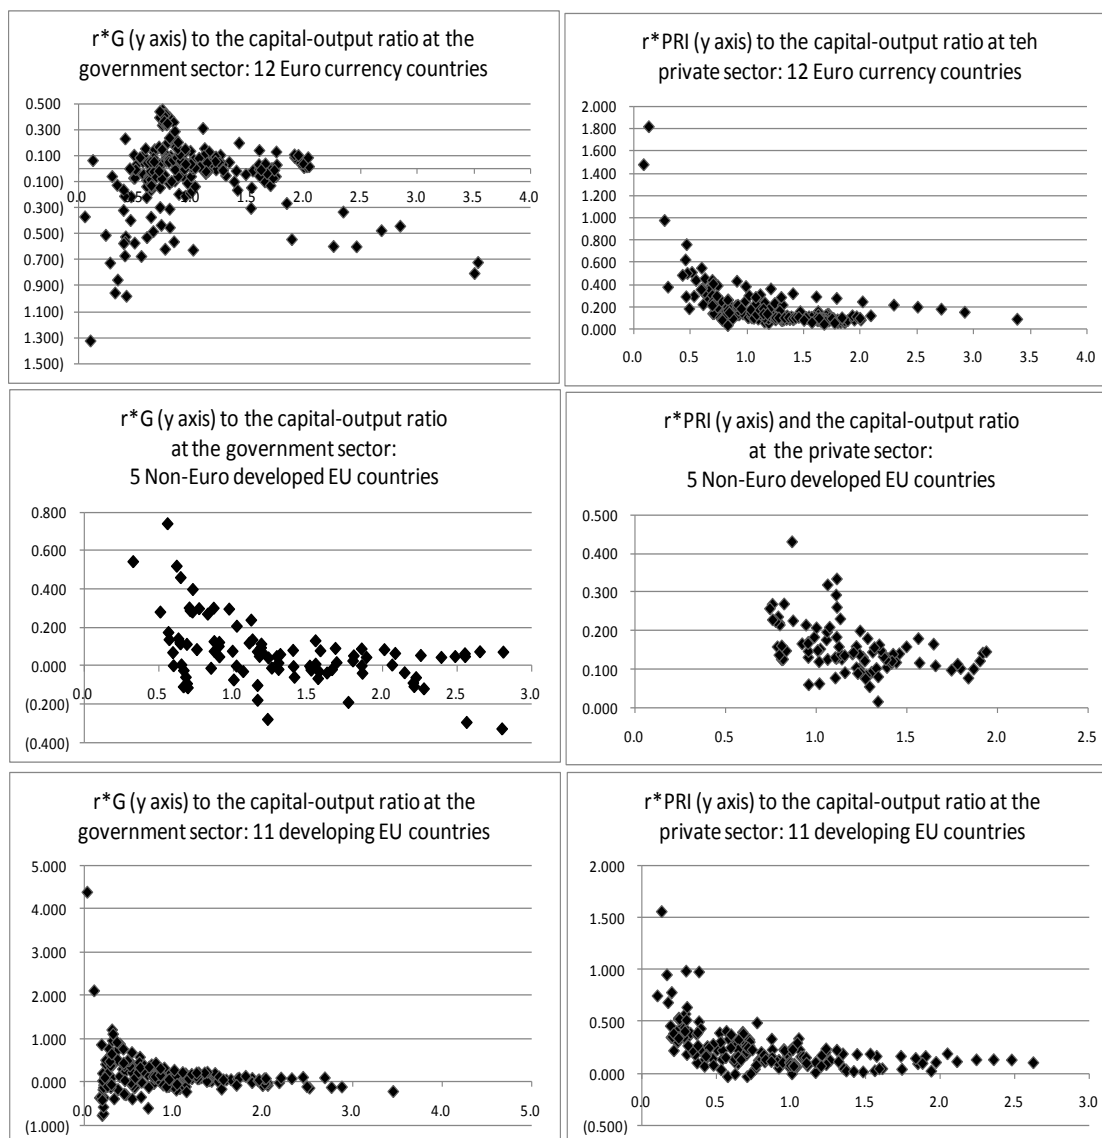 r*G (y axis) to the capital-output ratio at the
government sector: 12 Euro currency countries
0.500
0.300
0.100
0.100)
0.300)
0.500)
0.700)
0.900)
1.100)
1.300)
1.500)
0.0 0.5 1.0 1.5 2.0 2.5 3.0 3.5 4.0
r*PRI (y axis) to the capital-output ratio at teh
private sector: 12 Euro currency countries
2.000
1.800
1.600
1.400
1.200
1.000
0.800
0.600
0.400
0.200
0.000
0.0 0.5 1.0 1.5 2.0 2.5 3.0 3.5 4.0
r*G (y axis) to the capital-output ratio
at the government sector:
5 Non-Euro developed EU countries
0.800
0.600
0.400
0.200
0.000
(0.200)
(0.400)
0.0 0.5 1.0 1.5 2.0 2.5 3.0
r*PRI (y axis) and the capital-output ratio
at the private sector:
5 Non-Euro developed EU countries
0.500
0.400
0.300
0.200
0.100
0.000
0.0 0.5 1.0 1.5 2.0 2.5
r*G (y axis) to the capital-output ratio at the
government sector: 11 developing EU countries
5.000
4.000
3.000
2.000
1.000
0.000
(1.000)
0.0 1.0 2.0 3.0 4.0 5.0
r*PRI (y axis) to the capital-output ratio at the
private sector: 11 developing EU countries
2.000
1.500
1.000
0.500
0.000
(0.500)
0.0 0.5 1.0 1.5 2.0 2.5 3.0